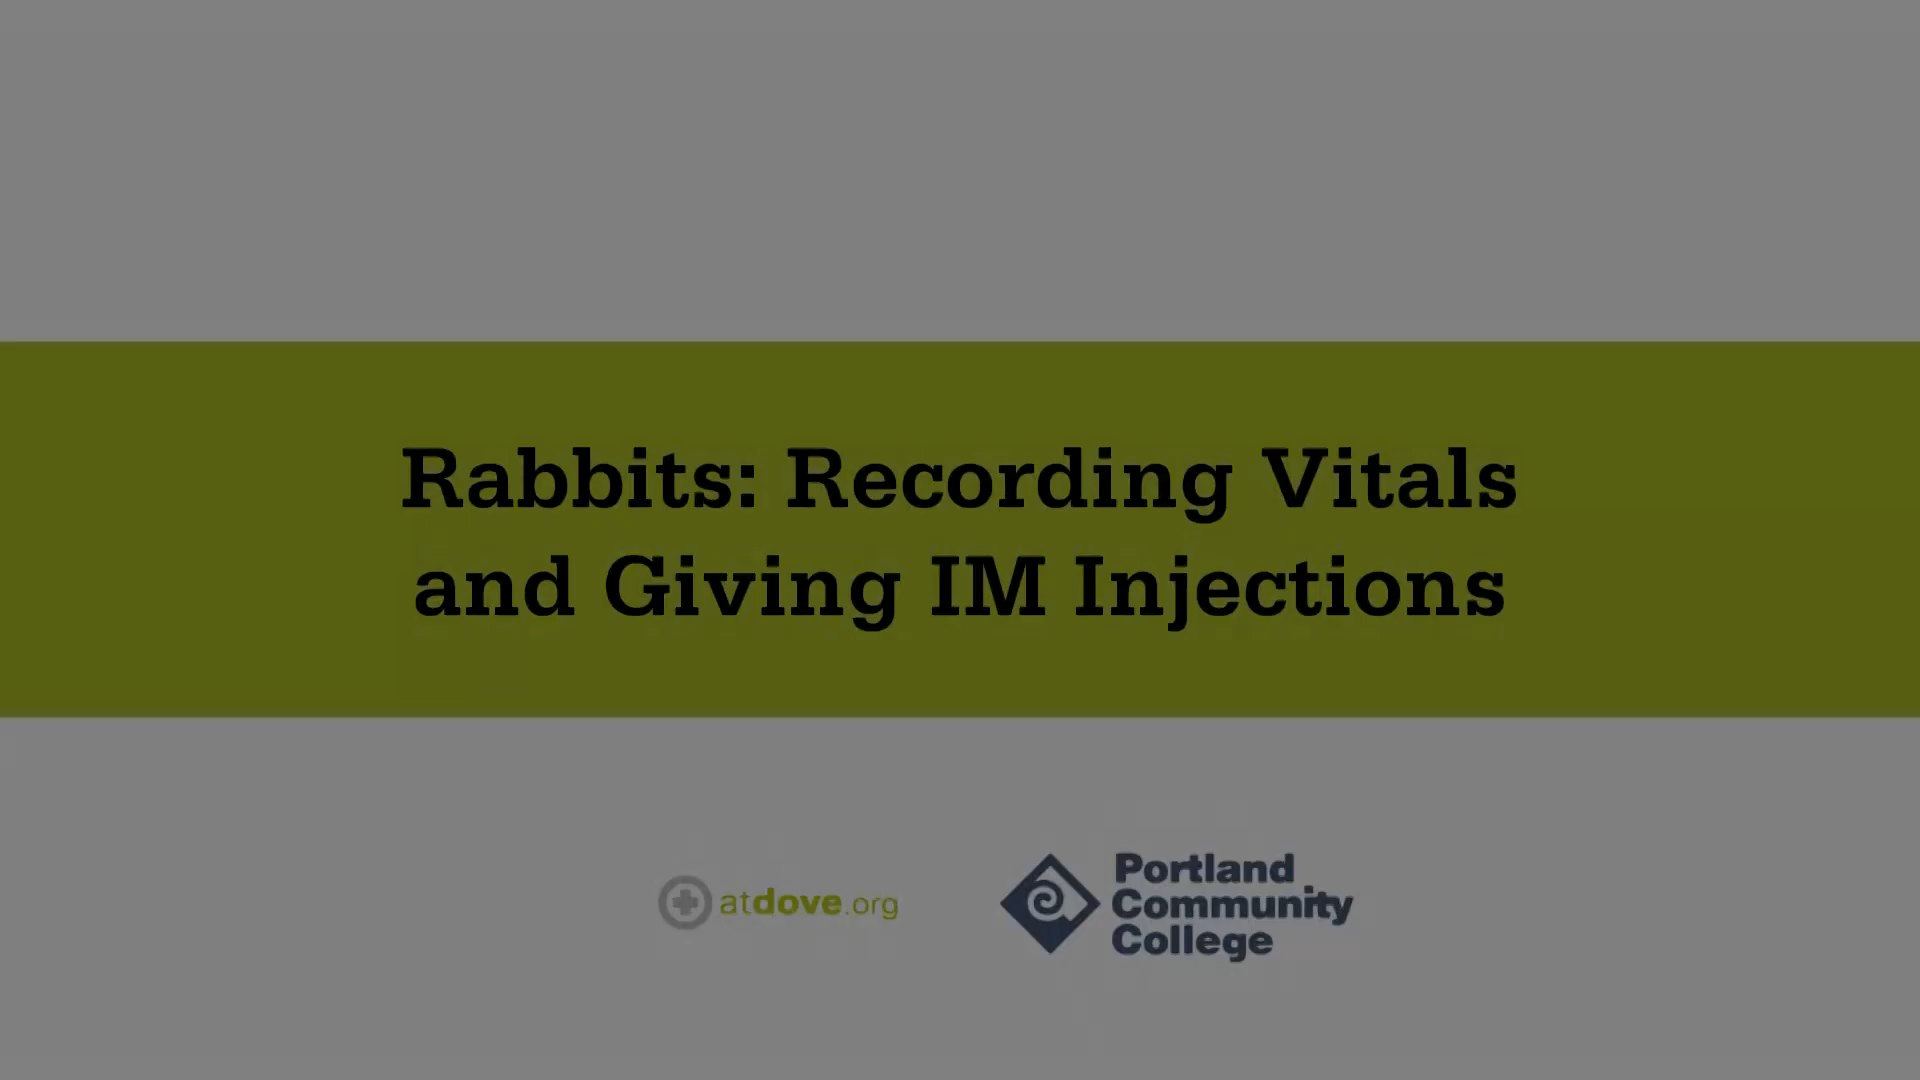 Rabbits: Recording Vitals
and Giving IM Injections
atdove.org
Portland
Community
College